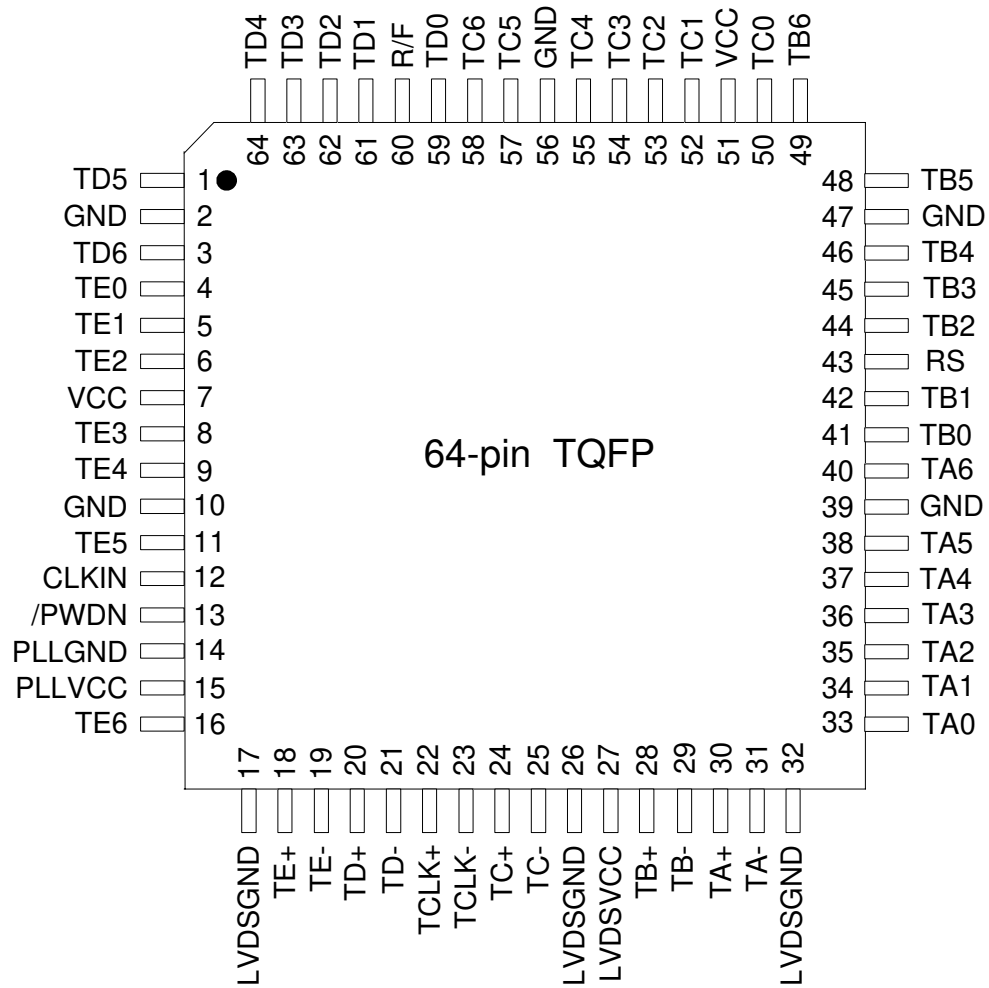 TD4 TD3 TD2 TD1 R/F TD0 TC6 TC5 GND TC4 TC3 TC2 TC1 VCC TC0 TB6
64 63 62 61 60 59 58 57 56 55 54 53 52 51 50 49
TD5 1 48 TB5
GND 2 47 GND
TD6 3 46 TB4
TE0 4 45 TB3
TE1 5 44 TB2
TE2 6 43 RS
VCC 7 42 TB1
TE3 8 41 TB0
64-pin TQFP
TE4 9 40 TA6
GND 10 39 GND
TE5 11 38 TA5
CLKIN 12 37 TA4
/PWDN 13 36 TA3
PLLGND 14 35 TA2
PLLVCC 15 34 TA1
TE6 16 33 TA0
17 18 19 20 21 22 23 24 25 26 27 28 29 30 31 32
LVDSGND TE+ TE- TD+ TD- TCLK+ TCLK- TC+ TC- LVDSGND LVDSVCC TB+ TB- TA+ TA- LVDSGND